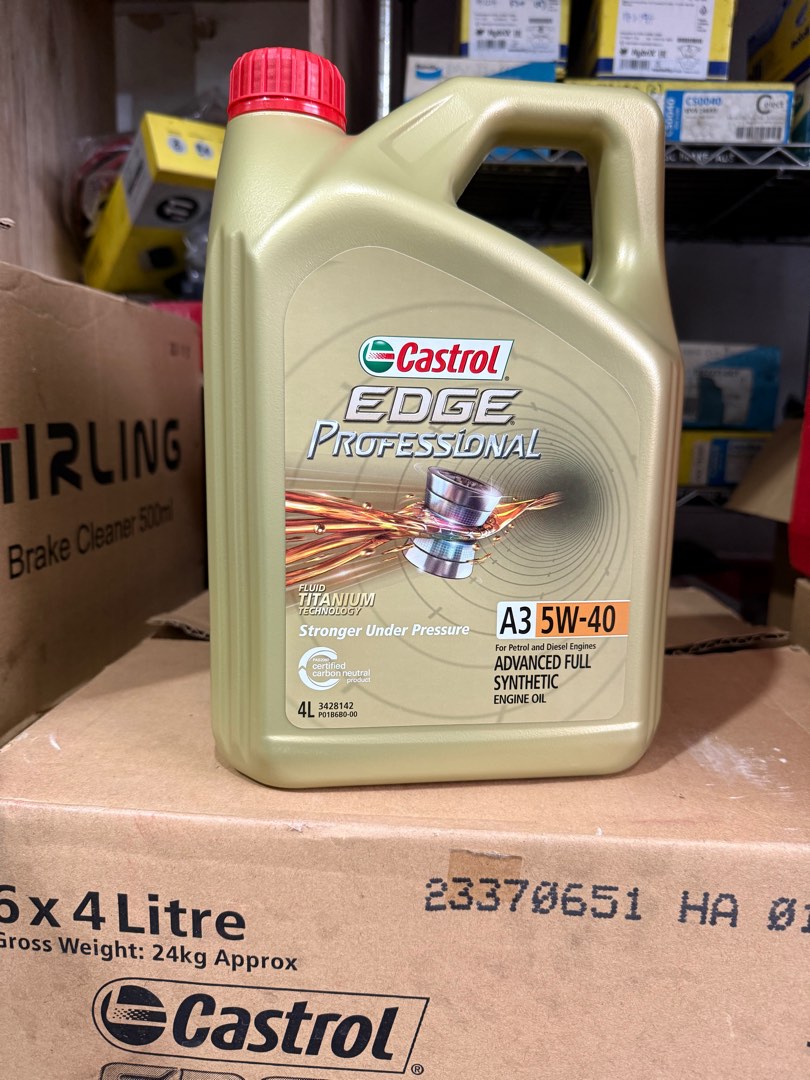 CS0040
Castrol
EDGE
PROFESSIONAL
FLUID
TITANIUM
TECHNOLOGY
Stronger Under Pressure
certified
carbon neutral
product
A3 5W-40
For Petrol and Diesel Engines
ADVANCED FULL
SYNTHETIC
ENGINE OIL
4L 3428142
P01B6B0-00
IRLING
Brake Cleaner 500ml
6 x 4 Litre
Gross Weight: 24kg Approx
23370651 HA 01
Castrol